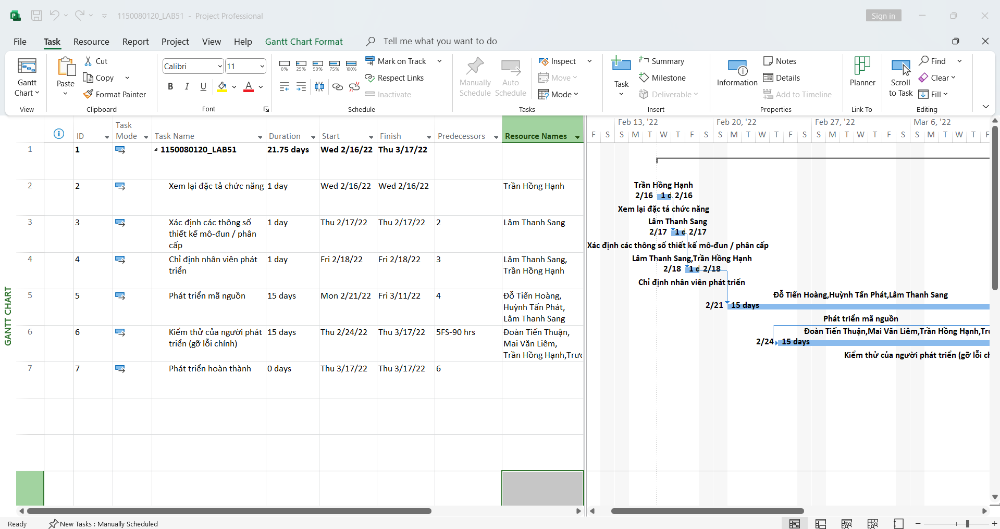 1150080120_LAB51 - Project Professional
Sign in
File Task Resource Report Project View Help Gantt Chart Format Tell me what you want to do
Gantt Chart
View
Paste
Cut
Copy
Format Painter
Clipboard
Calibri 11
B I U A
Font
0% 25% 50% 75% 100%
Mark on Track
Respect Links
Inactivate
Schedule
Manually Schedule
Auto Schedule
Inspect
Move
Mode
Tasks
Task
Summary
Milestone
Deliverable
Insert
Information
Notes
Details
Add to Timeline
Properties
Planner
Link To
Scroll to Task
Find
Clear
Fill
Editing
GANTT CHART
ID Task Mode Task Name Duration Start Finish Predecessors Resource Names
1 1 1150080120_LAB51 21.75 days Wed 2/16/22 Thu 3/17/22
2 2 Xem lại đặc tả chức năng 1 day Wed 2/16/22 Wed 2/16/22 Trần Hồng Hạnh
3 3 Xác định các thông số thiết kế mô-đun / phân cấp 1 day Thu 2/17/22 Thu 2/17/22 2 Lâm Thanh Sang
4 4 Chỉ định nhân viên phát triển 1 day Fri 2/18/22 Fri 2/18/22 3 Lâm Thanh Sang, Trần Hồng Hạnh
5 5 Phát triển mã nguồn 15 days Mon 2/21/22 Fri 3/11/22 4 Đỗ Tiến Hoàng, Huỳnh Tấn Phát, Lâm Thanh Sang
6 6 Kiểm thử của người phát triển (gỡ lỗi chính) 15 days Thu 2/24/22 Thu 3/17/22 5FS-90 hrs Đoàn Tiến Thuận, Mai Văn Liêm, Trần Hồng Hạnh,
7 7 Phát triển hoàn thành 0 days Thu 3/17/22 Thu 3/17/22 6
Feb 13, '22 Feb 20, '22 Feb 27, '22 Mar 6, '22
F S S M T W T F S S M T W T F S S M T W T F S S M T W T F
Trần Hồng Hạnh
2/16 1 d 2/16
Xem lại đặc tả chức năng
Lâm Thanh Sang
2/17 1 d 2/17
Xác định các thông số thiết kế mô-đun / phân cấp
Lâm Thanh Sang,Trần Hồng Hạnh
2/18 1 d 2/18
Chỉ định nhân viên phát triển
Đỗ Tiến Hoàng,Huỳnh Tấn Phát,Lâm Thanh Sang
2/21 15 days
Phát triển mã nguồn
Đoàn Tiến Thuận,Mai Văn Liêm,Trần Hồng Hạnh,
2/24 15 days
Kiểm thử của người phát triển (gỡ lỗi
Ready New Tasks : Manually Scheduled